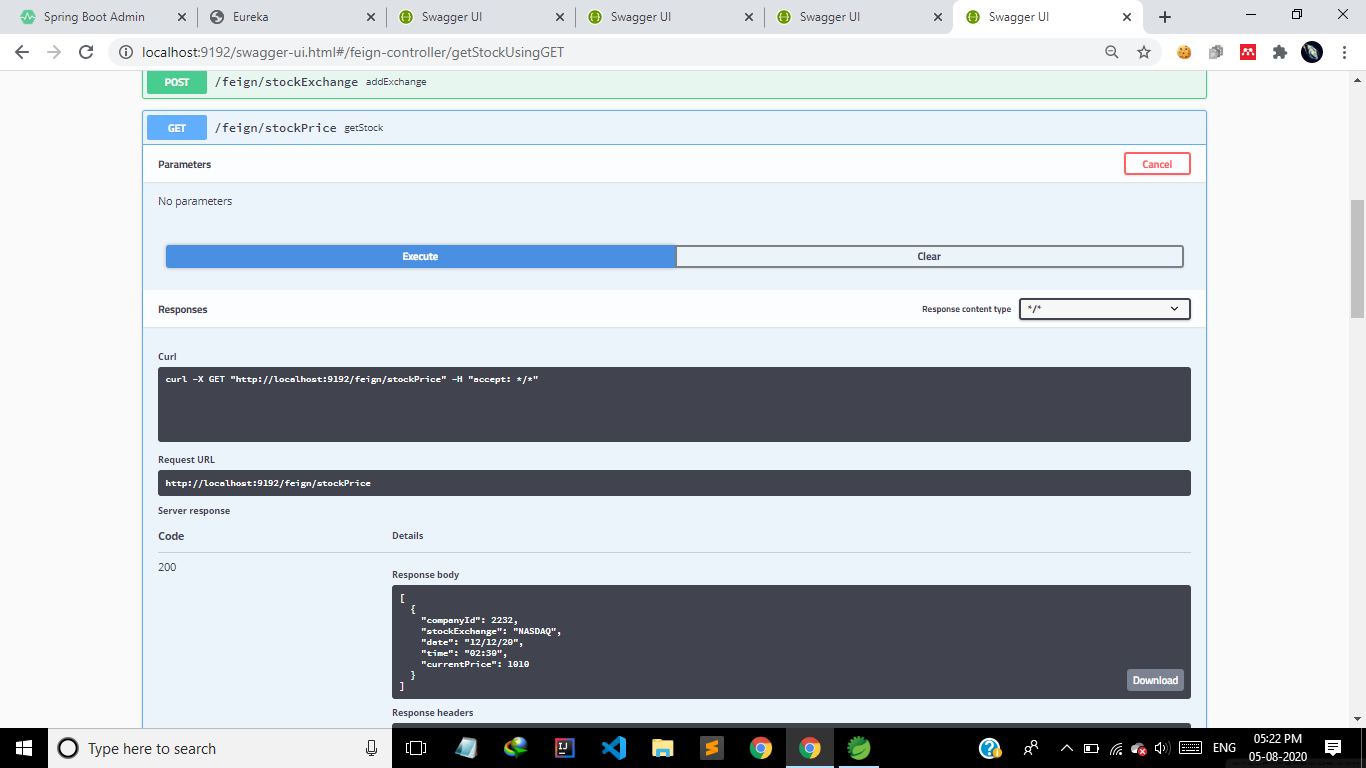 Spring Boot Admin
Eureka
Swagger UI
Swagger UI
Swagger UI
Swagger UI
localhost:9192/swagger-ui.html#/feign-controller/getStockUsingGET
POST /feign/stockExchange addExchange
GET /feign/stockPrice getStock
Parameters
Cancel
No parameters
Execute
Clear
Responses
Response content type */*
Curl
curl -X GET "http://localhost:9192/feign/stockPrice" -H "accept: */*"
Request URL
http://localhost:9192/feign/stockPrice
Server response
Code Details
200
Response body
[
{
"companyId": 2232,
"stockExchange": "NASDAQ",
"date": "12/12/20",
"time": "02:30",
"currentPrice": 1010
}
]
Download
Response headers
Type here to search
IJ
ENG
05:22 PM
05-08-2020